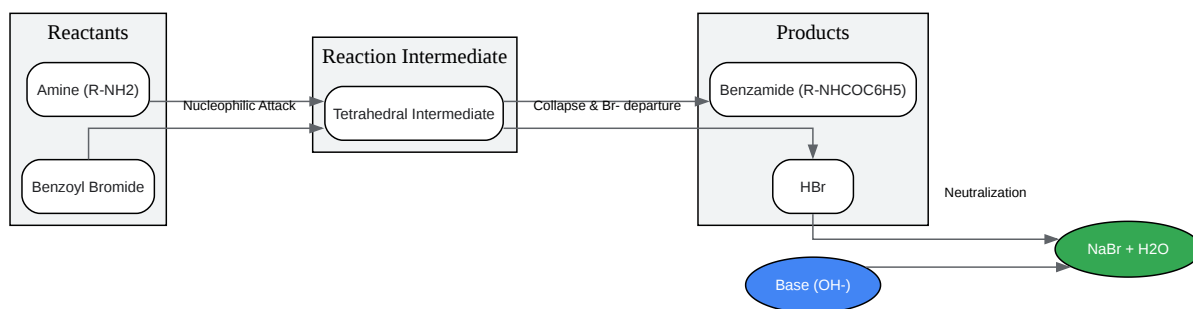 Reactants
Amine (R-NH2)
Benzoyl Bromide
Nucleophilic Attack
Reaction Intermediate
Tetrahedral Intermediate
Collapse & Br- departure
Products
Benzamide (R-NHCOC6H5)
HBr
Neutralization
Base (OH-)
NaBr + H2O